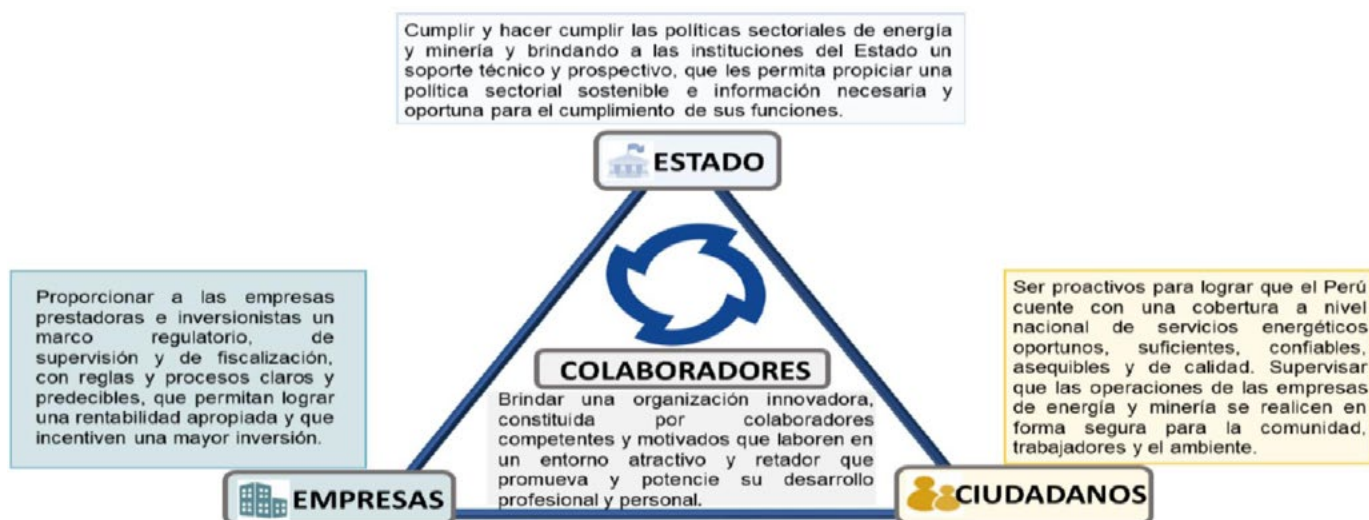 Cumplir y hacer cumplir las políticas sectoriales de energía
y minería y brindando a las instituciones del Estado un
soporte técnico y prospectivo, que les permita propiciar una
política sectorial sostenible e información necesaria y
oportuna para el cumplimiento de sus funciones.
ESTADO
Proporcionar a las empresas
prestadoras e inversionistas un
marco regulatorio, de
supervisión y de fiscalización,
con reglas y procesos claros y
predecibles, que permitan lograr
una rentabilidad apropiada y que
incentiven una mayor inversión.
EMPRESAS
COLABORADORES
Brindar una organización innovadora,
constituida por colaboradores
competentes y motivados que laboren en
un entorno atractivo y retador que
promueva y potencie su desarrollo
profesional y personal.
Ser proactivos para lograr que el Perú
cuente con una cobertura a nivel
nacional de servicios energéticos
oportunos, suficientes, confiables,
asequibles y de calidad. Supervisar
que las operaciones de las empresas
de energía y minería se realicen en
forma segura para la comunidad,
trabajadores y el ambiente.
CIUDADANOS